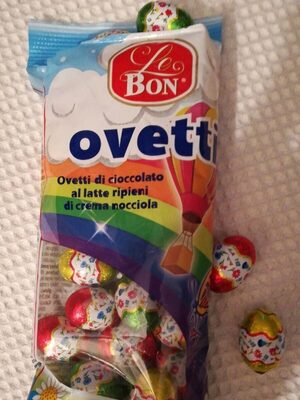 Le
BON®
ovetti
Ovetti di cioccolato
al latte ripieni
di crema nocciola